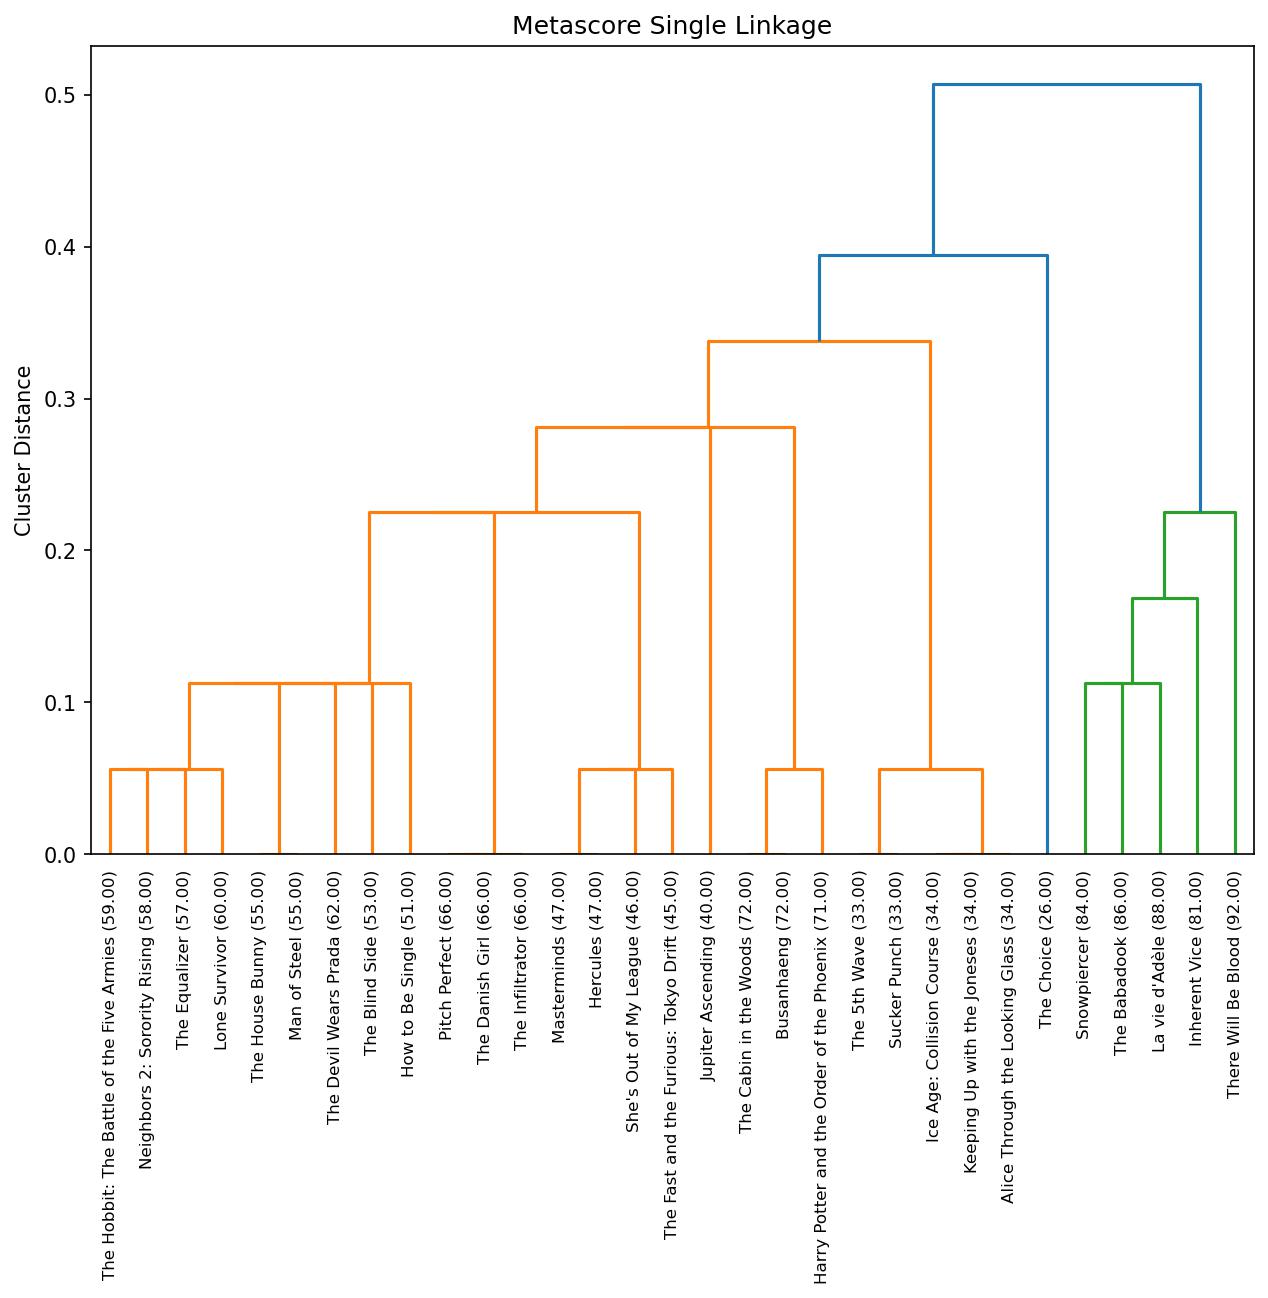 Metascore Single Linkage
Cluster Distance
0.5
0.4
0.3
0.2
0.1
0.0
The Hobbit: The Battle of the Five Armies (59.00)
Neighbors 2: Sorority Rising (58.00)
The Equalizer (57.00)
Lone Survivor (60.00)
The House Bunny (55.00)
Man of Steel (55.00)
The Devil Wears Prada (62.00)
The Blind Side (53.00)
How to Be Single (51.00)
Pitch Perfect (66.00)
The Danish Girl (66.00)
The Infiltrator (66.00)
Masterminds (47.00)
Hercules (47.00)
She's Out of My League (46.00)
The Fast and the Furious: Tokyo Drift (45.00)
Jupiter Ascending (40.00)
The Cabin in the Woods (72.00)
Busanhaeng (72.00)
Harry Potter and the Order of the Phoenix (71.00)
The 5th Wave (33.00)
Sucker Punch (33.00)
Ice Age: Collision Course (34.00)
Keeping Up with the Joneses (34.00)
Alice Through the Looking Glass (34.00)
The Choice (26.00)
Snowpiercer (84.00)
The Babadook (86.00)
La vie d'Adèle (88.00)
Inherent Vice (81.00)
There Will Be Blood (92.00)